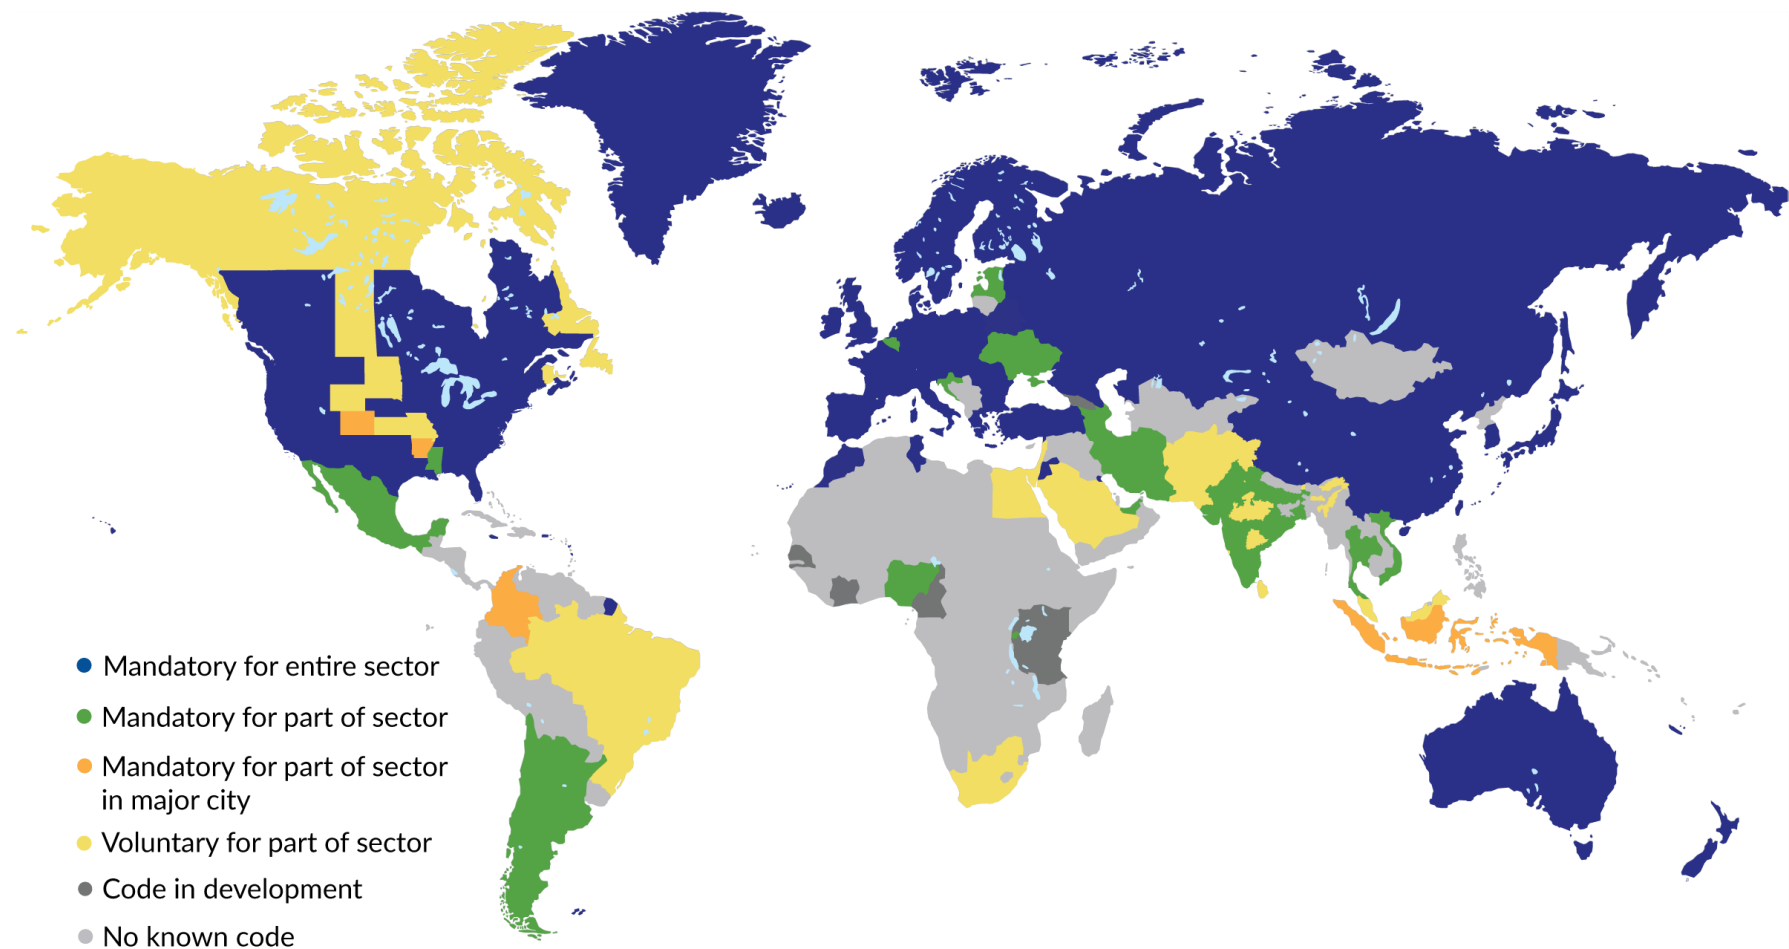 Mandatory for entire sector
Mandatory for part of sector
Mandatory for part of sector
in major city
Voluntary for part of sector
Code in development
No known code